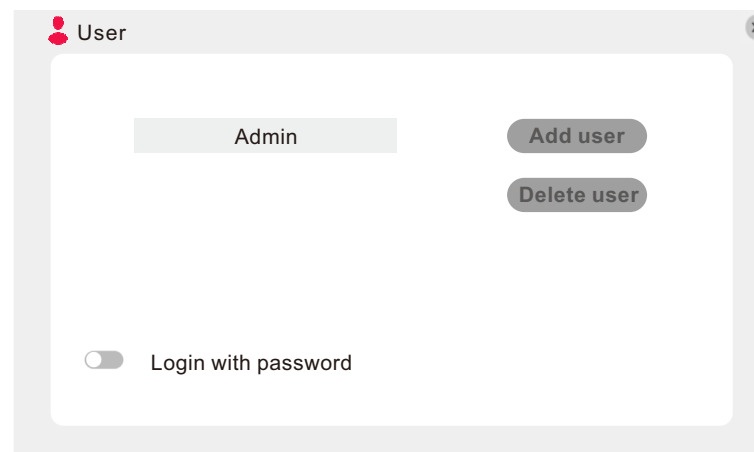 User
Admin
Add user
Delete user
Login with password